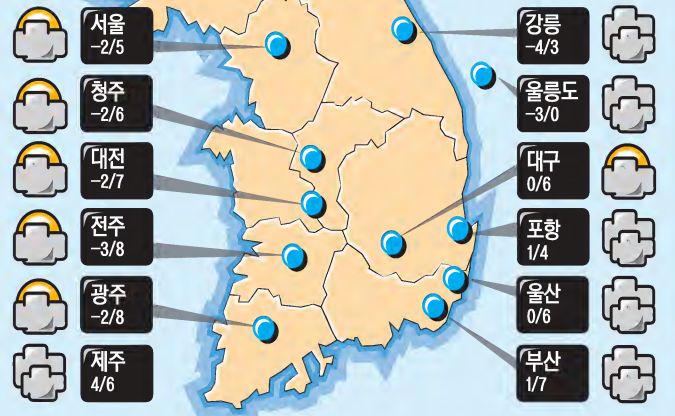 서울
-2/5
청주
-2/6
대전
-2/7
전주
-3/8
광주
-2/8
제주
4/6
강릉
-4/3
울릉도
-3/0
대구
0/6
포항
1/4
울산
0/6
부산
1/7